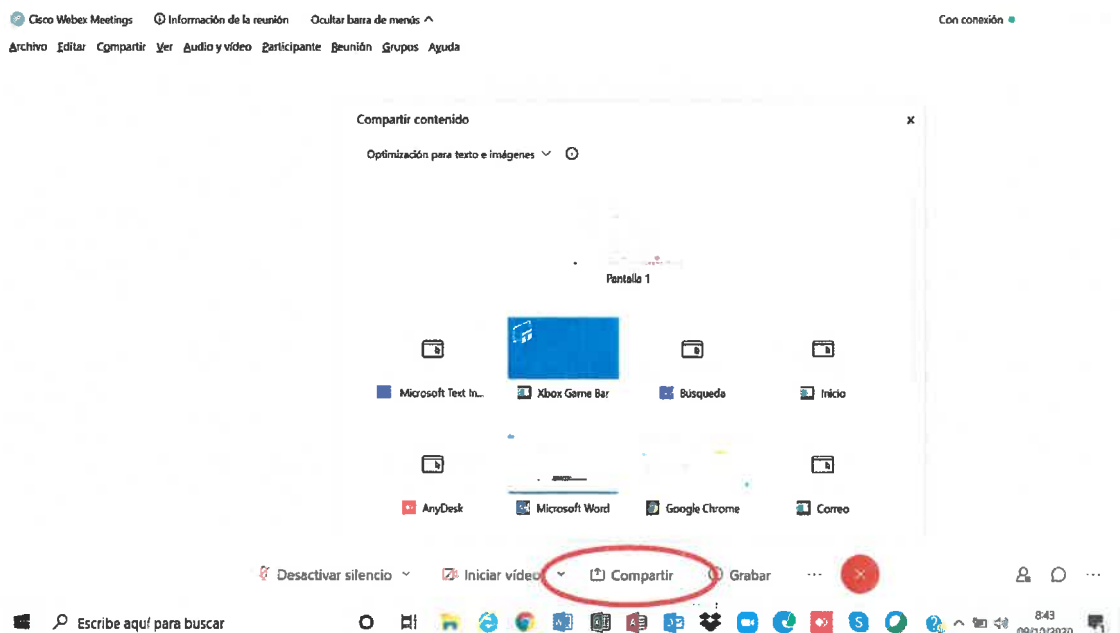 Cisco Webex Meetings Información de la reunión Ocultar barra de menús Con conexión
Archivo Editar Compartir Ver Audio y vídeo Participante Reunión Grupos Ayuda
Compartir contenido x
Optimización para texto e imágenes
Pantalla 1
Microsoft Text In... Xbox Game Bar Búsqueda Inicio
AnyDesk Microsoft Word Google Chrome Correo
Desactivar silencio Iniciar vídeo Compartir Grabar ...
Escribe aquí para buscar 8:43
09/10/2020